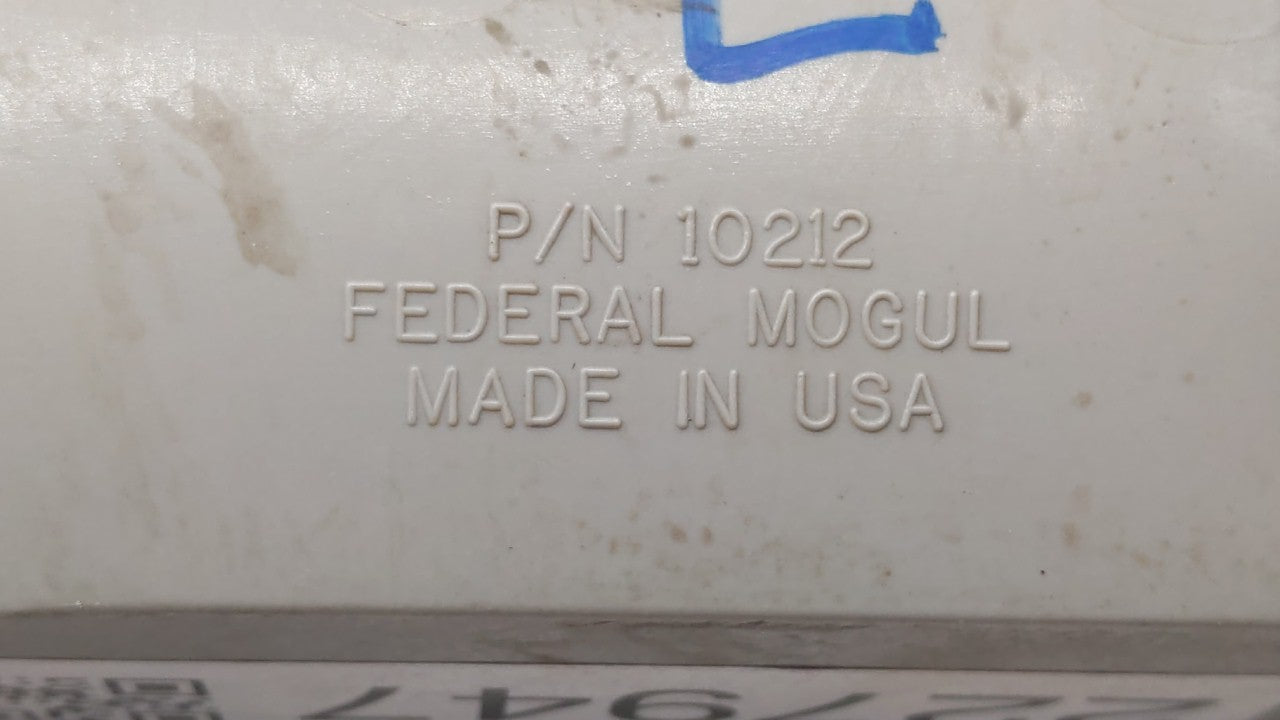 P/N 10212
FEDERAL MOGUL
MADE IN USA